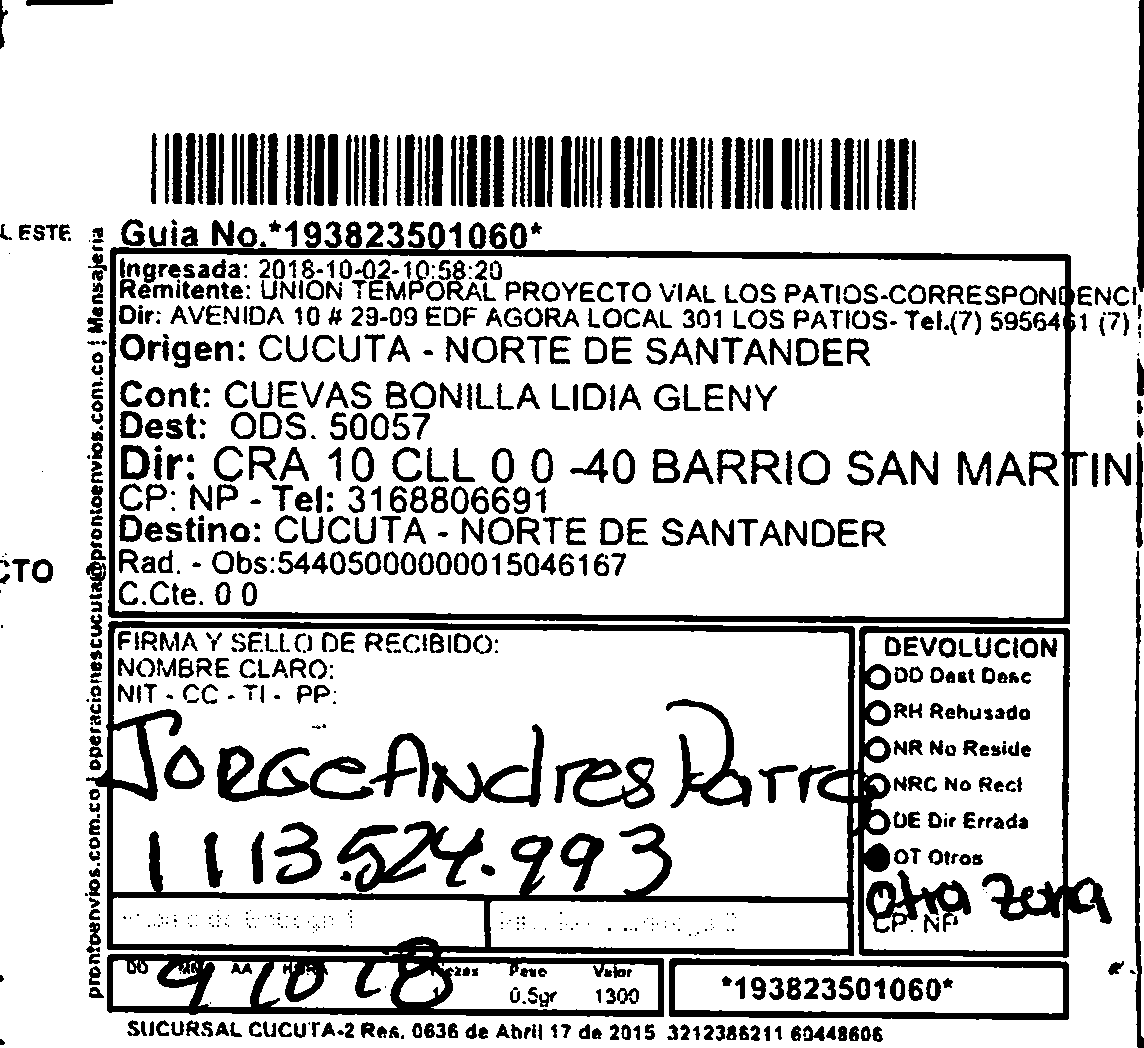 L ESTE
Guia No.*193823501060*
Ingresada: 2018-10-02-10:58:20
Remitente: UNION TEMPORAL PROYECTO VIAL LOS PATIOS-CORRESPONDENCI
Dir: AVENIDA 10 # 29-09 EDF AGORA LOCAL 301 LOS PATIOS- Tel.(7) 5956461 (7)
Origen: CUCUTA - NORTE DE SANTANDER
Cont: CUEVAS BONILLA LIDIA GLENY
Dest: ODS. 50057
Dir: CRA 10 CLL 0 0 -40 BARRIO SAN MARTIN
CP: NP - Tel: 3168806691
Destino: CUCUTA - NORTE DE SANTANDER
Rad. - Obs:54405000000015046167
C.Cte. 0 0
CTO
prontoenvios.com.co | operacionescucuta@prontoenvios.com.co | Mensajeria
FIRMA Y SELLO DE RECIBIDO:
NOMBRE CLARO:
NIT - CC - TI - PP:
Jorge Andres Parra
1113.524.993
DEVOLUCION
DD Dest Desc
RH Rehusado
NR No Reside
NRC No Recl
DE Dir Errada
OT Otros
otra zona
CP: NP
DD MM AA HORA
Peso Valor
9 10 18
0.5gr 1300
*193823501060*
SUCURSAL CUCUTA-2 Res. 0636 de Abril 17 de 2015 3212386211 60448606